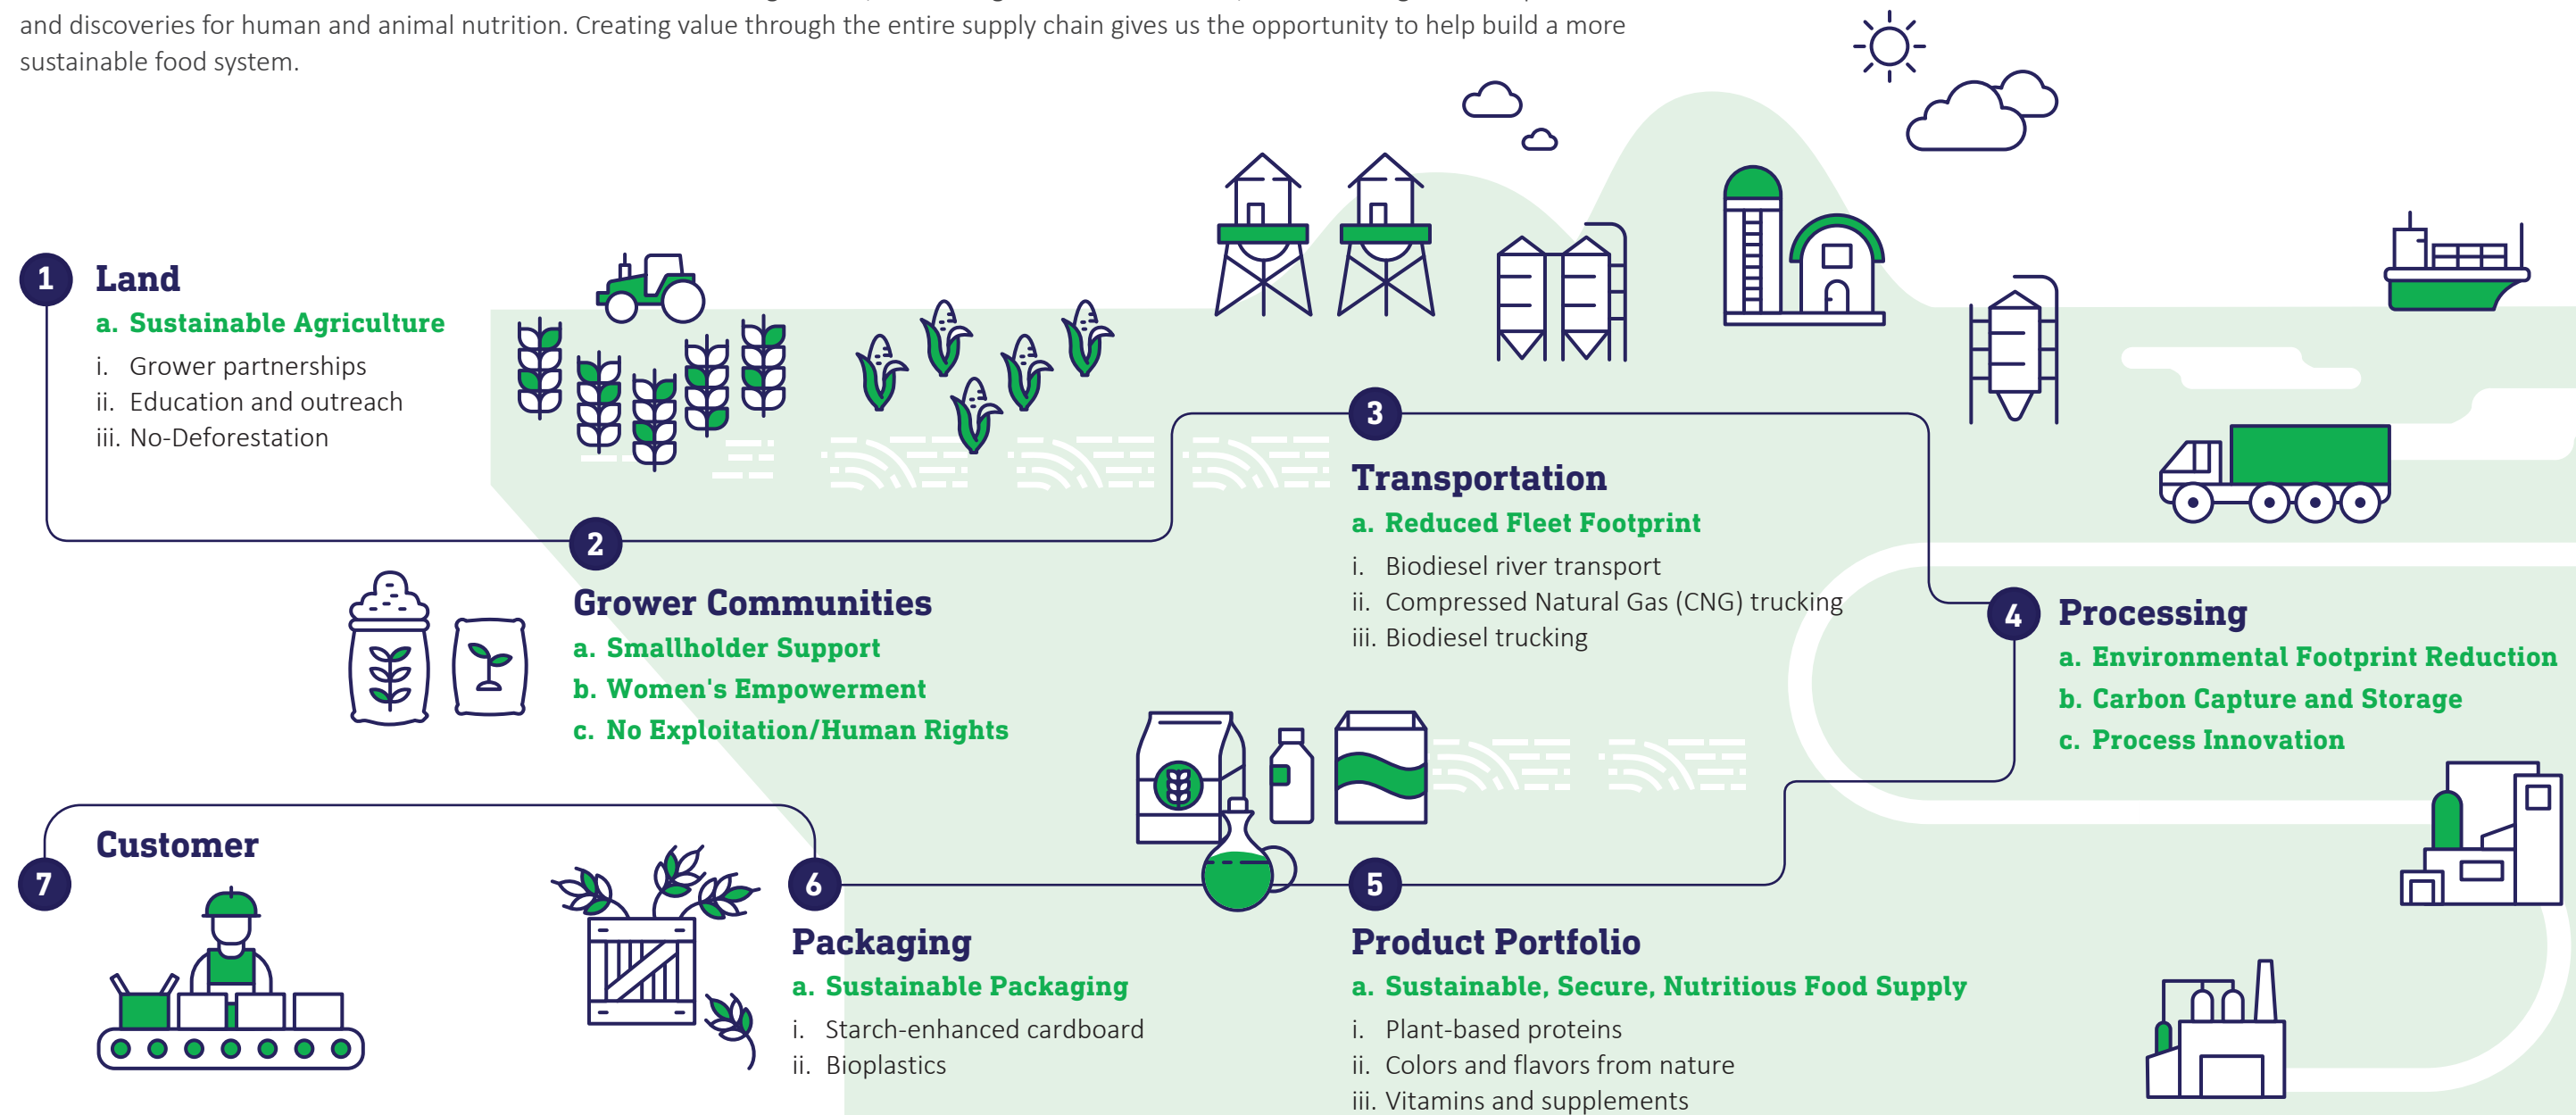 and discoveries for human and animal nutrition. Creating value through the entire supply chain gives us the opportunity to help build a more
sustainable food system.
1
Land
a. Sustainable Agriculture
i. Grower partnerships
ii. Education and outreach
iii. No-Deforestation
2
Grower Communities
a. Smallholder Support
b. Women's Empowerment
c. No Exploitation/Human Rights
3
Transportation
a. Reduced Fleet Footprint
i. Biodiesel river transport
ii. Compressed Natural Gas (CNG) trucking
iii. Biodiesel trucking
4
Processing
a. Environmental Footprint Reduction
b. Carbon Capture and Storage
c. Process Innovation
5
Product Portfolio
a. Sustainable, Secure, Nutritious Food Supply
i. Plant-based proteins
ii. Colors and flavors from nature
iii. Vitamins and supplements
6
Packaging
a. Sustainable Packaging
i. Starch-enhanced cardboard
ii. Bioplastics
7
Customer